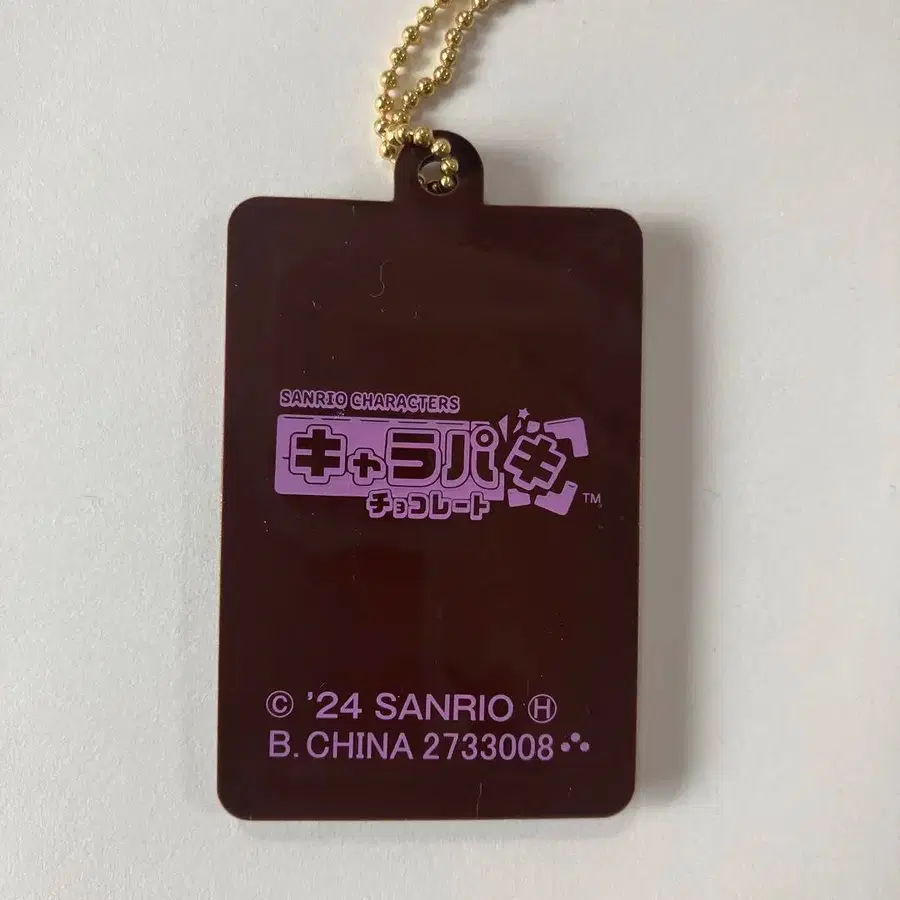 SANRIO CHARACTERS
キャラパキ
チョコレート ™
© '24 SANRIO Ⓗ
B. CHINA 2733008